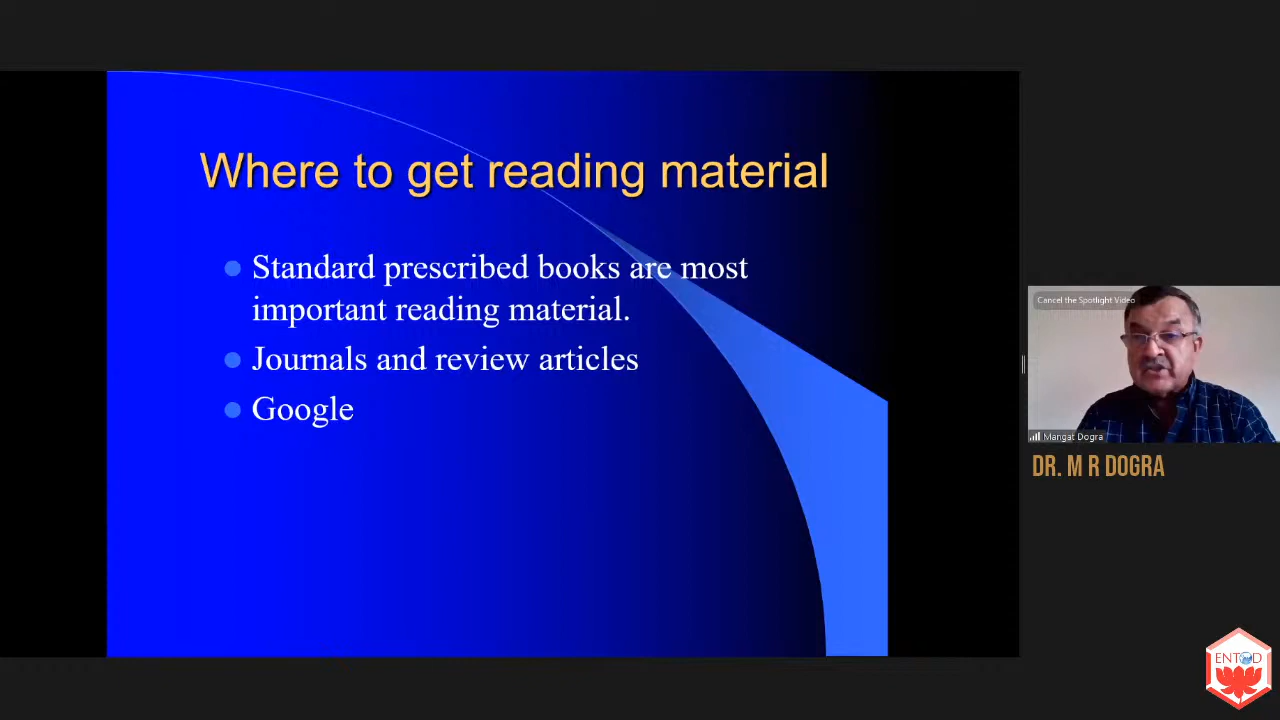 Where to get reading material
Standard prescribed books are most
important reading material.
Journals and review articles
Google
Cancel the Spotlight Video
Mangat Dogra
DR. M R DOGRA
ENTOD